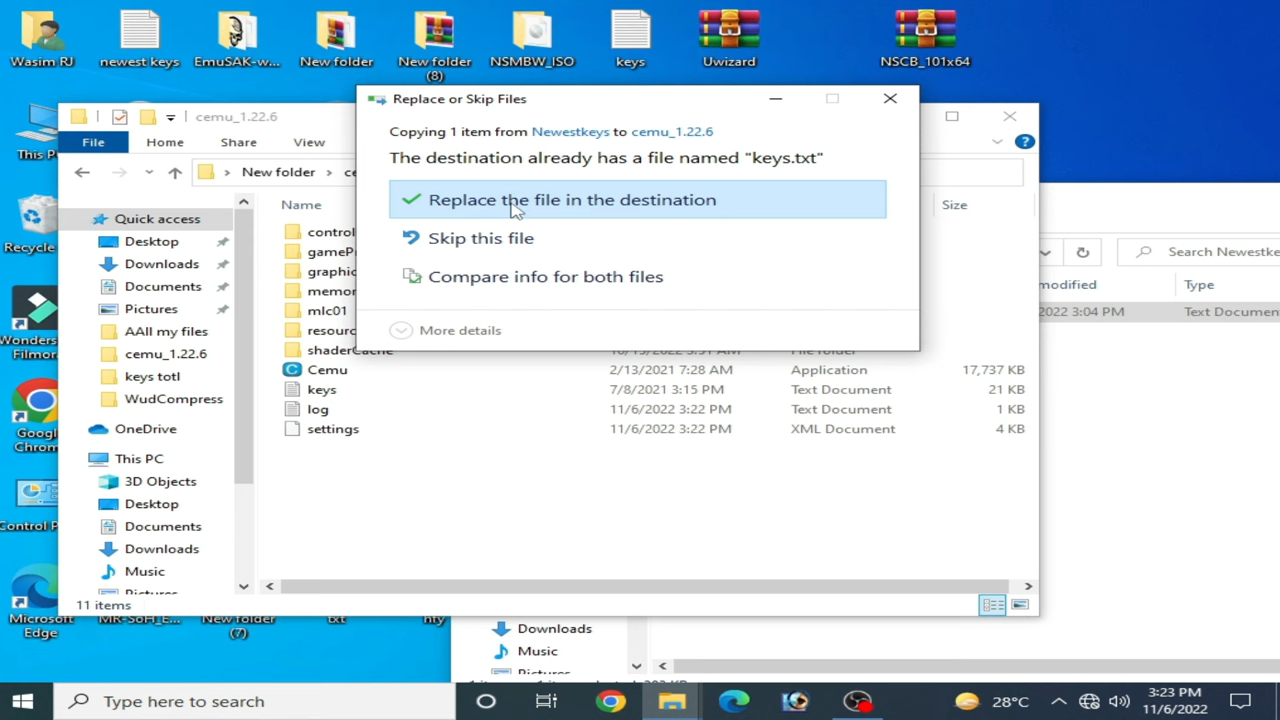 Wasim RJ
newest keys
EmuSAK-w...
New folder
New folder
(8)
NSMBW_ISO
keys
Uwizard
NSCB_101x64
This P
Recycle
Wonders
Filmor
Googl
Chrom
Control P
Microsoft
Edge
MR-SoH_E...
New folder
(7)
txt
Replace or Skip Files
Copying 1 item from Newestkeys to cemu_1.22.6
The destination already has a file named "keys.txt"
Replace the file in the destination
Skip this file
Compare info for both files
More details
cemu_1.22.6
File Home Share View
New folder
Name Size
Quick access
Desktop
Downloads
Documents
Pictures
AAll my files
cemu_1.22.6
keys totl
WudCompress
OneDrive
This PC
3D Objects
Desktop
Documents
Downloads
Music
control
gameP
graphic
memor
mlc01
resourc
shaderCache
Cemu 2/13/2021 7:28 AM Application 17,737 KB
keys 7/8/2021 3:15 PM Text Document 21 KB
log 11/6/2022 3:22 PM Text Document 1 KB
settings 11/6/2022 3:22 PM XML Document 4 KB
11 items
Search Newestke
modified Type
2022 3:04 PM Text Documen
Downloads
Music
Type here to search
28°C
3:23 PM
11/6/2022